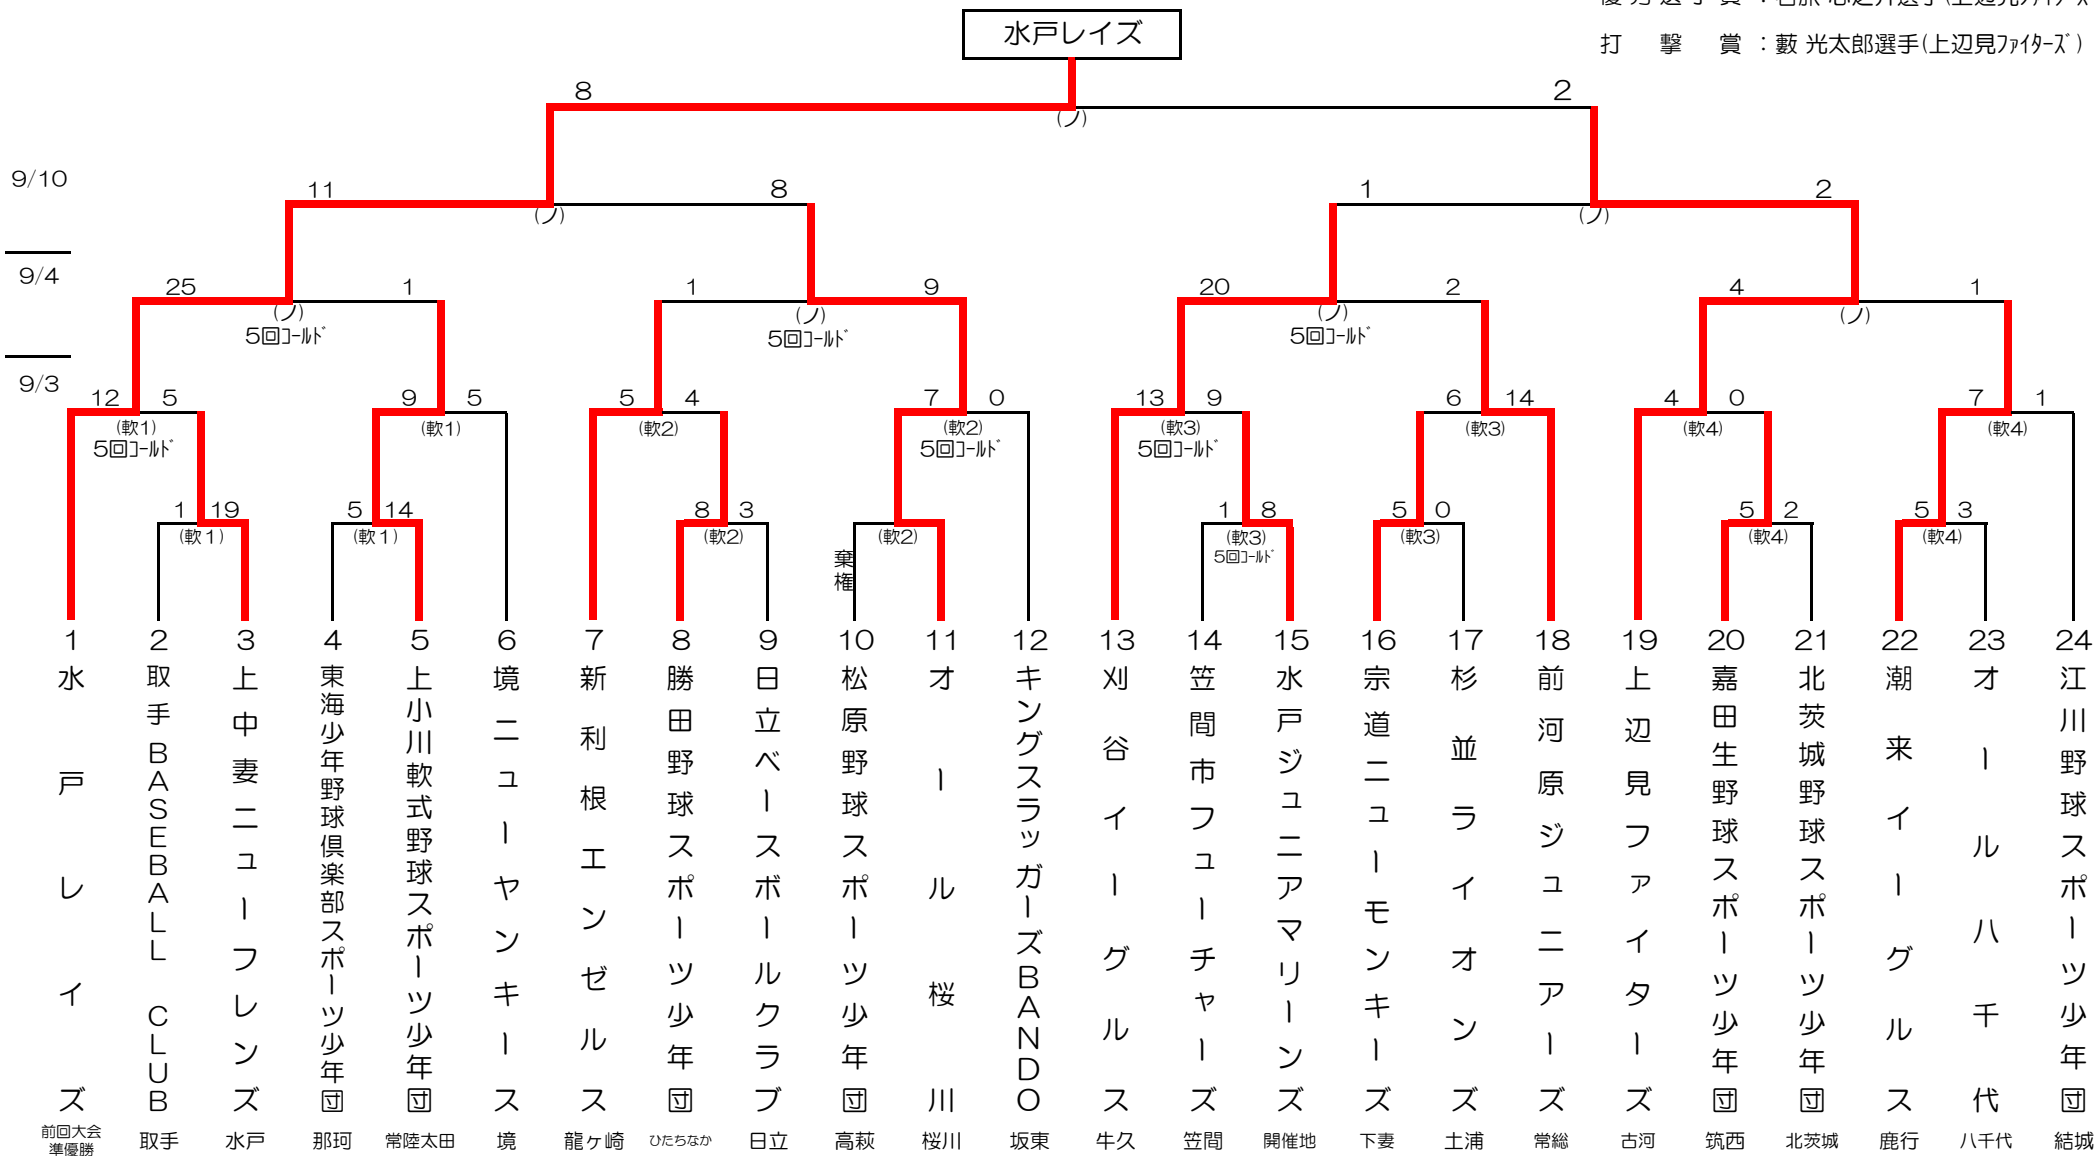 水戸レイズ
打 撃 賞 ：藪 光太郎選手(上辺見ファイターズ)
8 2
(ノ)
9/10
11 8 1 2
(ノ) (ノ)
9/4
25 1 1 9 20 2 4 1
(ノ) (ノ) (ノ) (ノ)
5回コールド 5回コールド 5回コールド
9/3
12 5 9 5 5 4 7 0 13 9 6 14 4 0 7 1
(軟1) (軟1) (軟2) (軟2) (軟3) (軟3) (軟4) (軟4)
5回コールド 5回コールド 5回コールド
1 19 5 14 8 3 1 8 5 0 5 2 5 3
(軟1) (軟1) (軟2) (軟2) (軟3) (軟3) (軟4) (軟4)
5回コールド
棄権
1 2 3 4 5 6 7 8 9 10 11 12 13 14 15 16 17 18 19 20 21 22 23 24
水戸レイズ
取手BASEBALL CLUB
上中妻ニューフレンズ
東海少年野球倶楽部スポーツ少年団
上小川軟式野球スポーツ少年団
境ニューヤンキース
新利根エンゼルス
勝田野球スポーツ少年団
日立ベースボールクラブ
松原野球スポーツ少年団
オール桜川
キングスラッガーズBANDO
刈谷イーグルス
笠間市フューチャーズ
水戸ジュニアマリーンズ
宗道ニューモンキーズ
杉並ライオンズ
前河原ジュニアーズ
上辺見ファイターズ
嘉田生野球スポーツ少年団
北茨城野球スポーツ少年団
潮来イーグルス
オール八千代
江川野球スポーツ少年団
前回大会
準優勝
取手 水戸 那珂 常陸太田 境 龍ヶ崎 ひたちなか 日立 高萩 桜川 坂東 牛久 笠間 開催地 下妻 土浦 常総 古河 筑西 北茨城 鹿行 八千代 結城